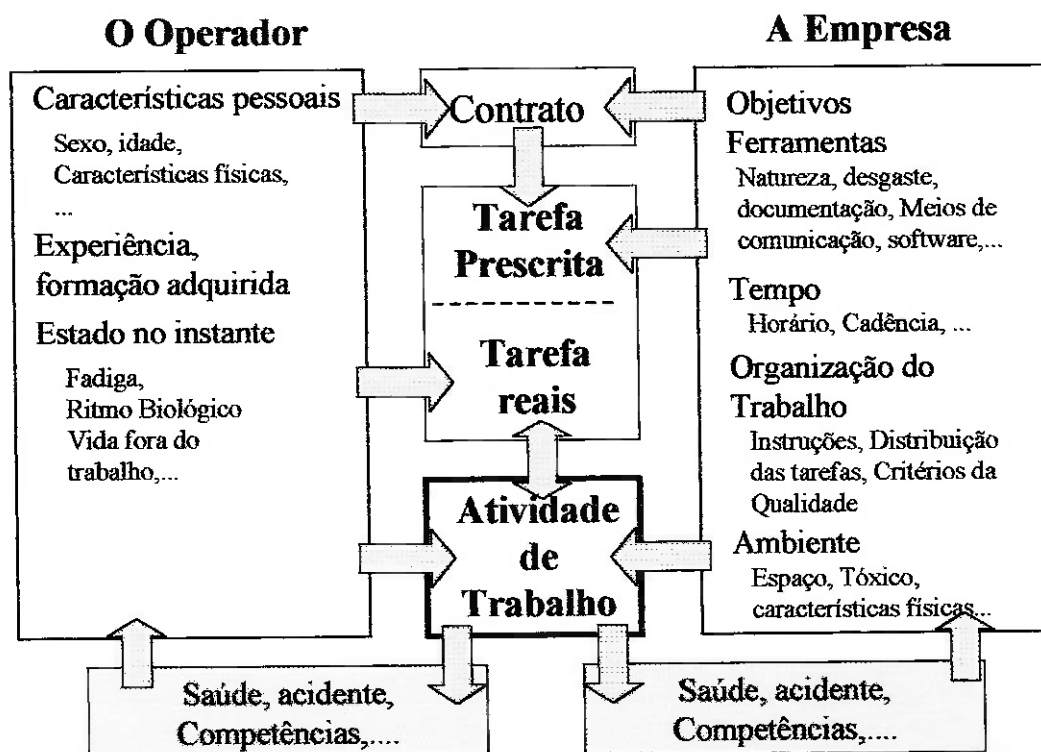 O Operador
Características pessoais
Sexo, idade,
Características físicas,
...
Experiência,
formação adquirida
Estado no instante
Fadiga,
Ritmo Biológico
Vida fora do
trabalho,...
Contrato
Tarefa
Prescrita
Tarefa
reais
Atividade
de
Trabalho
A Empresa
Objetivos
Ferramentas
Natureza, desgaste,
documentação, Meios de
comunicação, software,...
Tempo
Horário, Cadência, ...
Organização do
Trabalho
Instruções, Distribuição
das tarefas, Critérios da
Qualidade
Ambiente
Espaço, Tóxico,
características físicas...
Saúde, acidente,
Competências,....
Saúde, acidente,
Competências,....